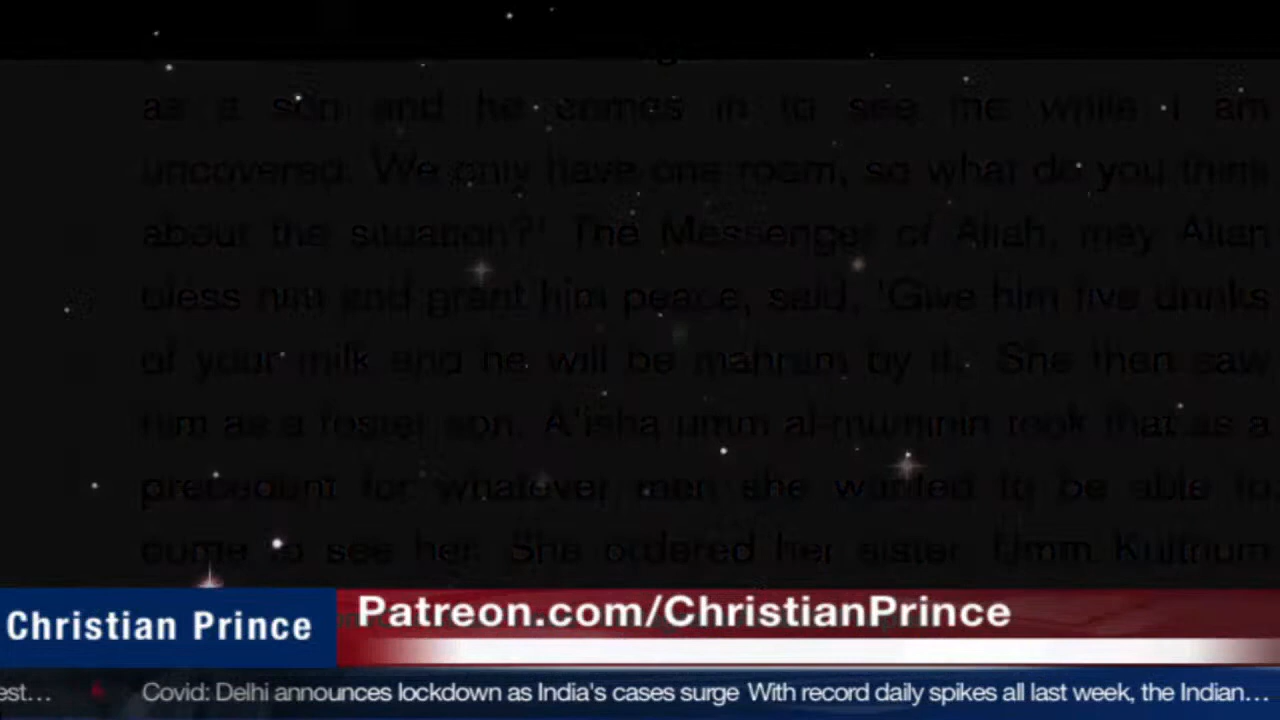 as a son and he comes in to see me while I am
uncovered. We only have one room, so what do you think
about the situation?' The Messenger of Allah, may Allah
bless him and grant him peace, said, 'Give him five drinks
of your milk and he will be mahram by it.' She then saw
him as a foster son. A'isha umm al-muminin took that as a
precedent for whatever men she wanted to be able to
come to see her. She ordered her sister, Umm Kulthum
Christian Prince
Patreon.com/ChristianPrince
est… Covid: Delhi announces lockdown as India's cases surge With record daily spikes all last week, the Indian…